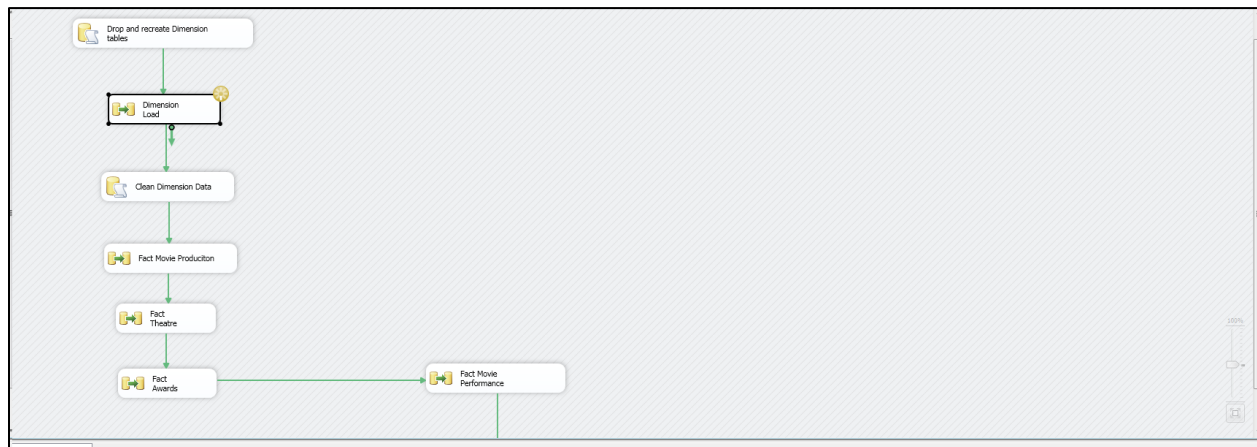 Drop and recreate Dimension
tables
Dimension
Load
Clean Dimension Data
Fact Movie Produciton
Fact
Theatre
Fact
Awards
Fact Movie
Performance
100%